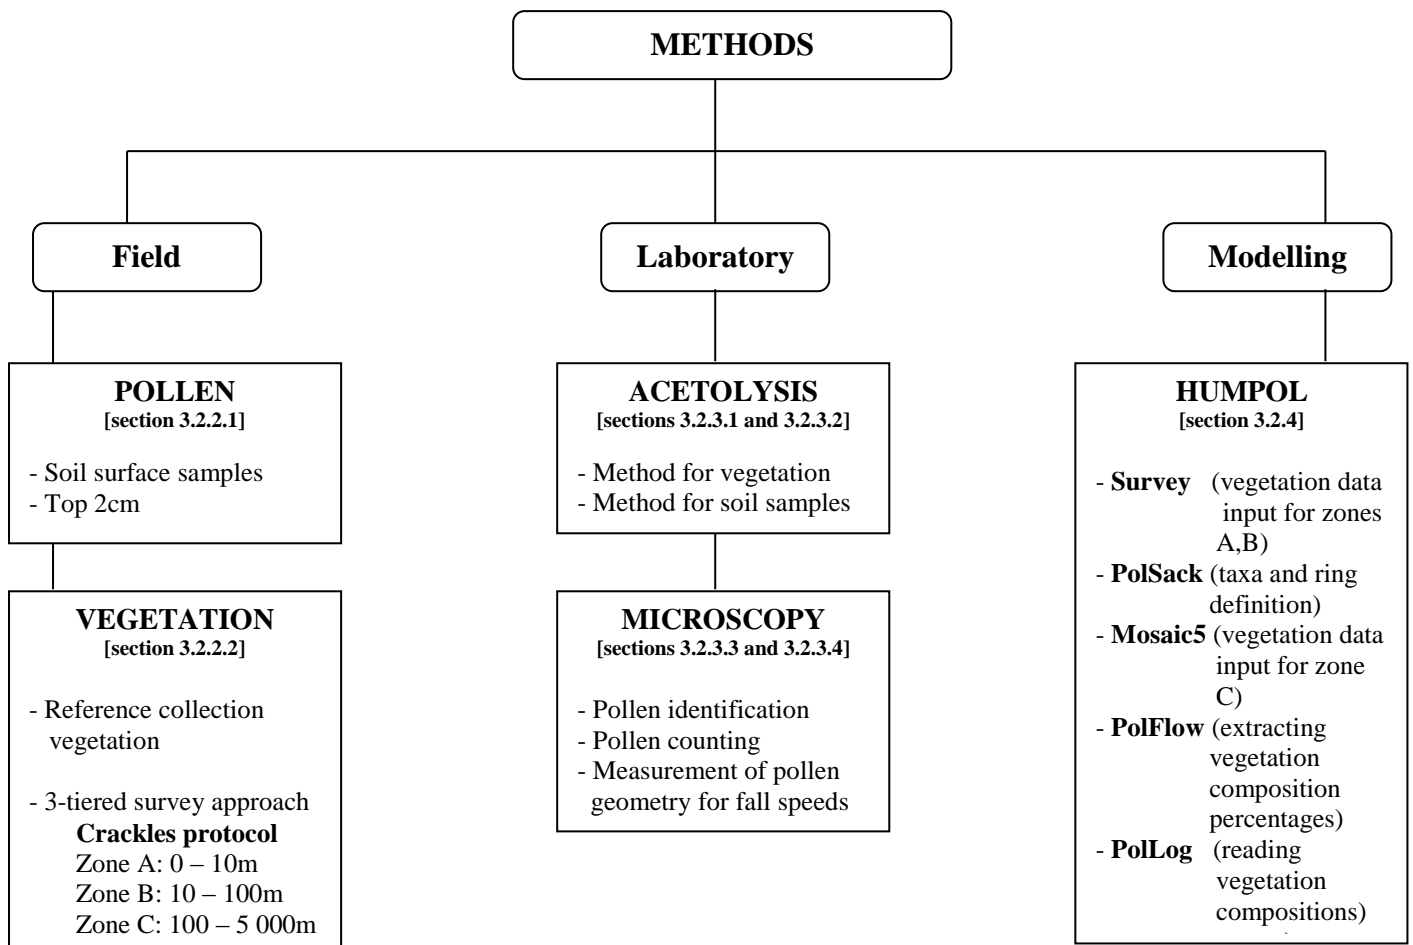 METHODS
Field
Laboratory
Modelling
POLLEN
[section 3.2.2.1]
- Soil surface samples
- Top 2cm
VEGETATION
[section 3.2.2.2]
- Reference collection
vegetation
- 3-tiered survey approach
Crackles protocol
Zone A: 0 – 10m
Zone B: 10 – 100m
Zone C: 100 – 5 000m
ACETOLYSIS
[sections 3.2.3.1 and 3.2.3.2]
- Method for vegetation
- Method for soil samples
MICROSCOPY
[sections 3.2.3.3 and 3.2.3.4]
- Pollen identification
- Pollen counting
- Measurement of pollen
geometry for fall speeds
HUMPOL
[section 3.2.4]
- Survey (vegetation data
input for zones
A,B)
- PolSack (taxa and ring
definition)
- Mosaic5 (vegetation data
input for zone
C)
- PolFlow (extracting
vegetation
composition
percentages)
- PolLog (reading
vegetation
compositions)